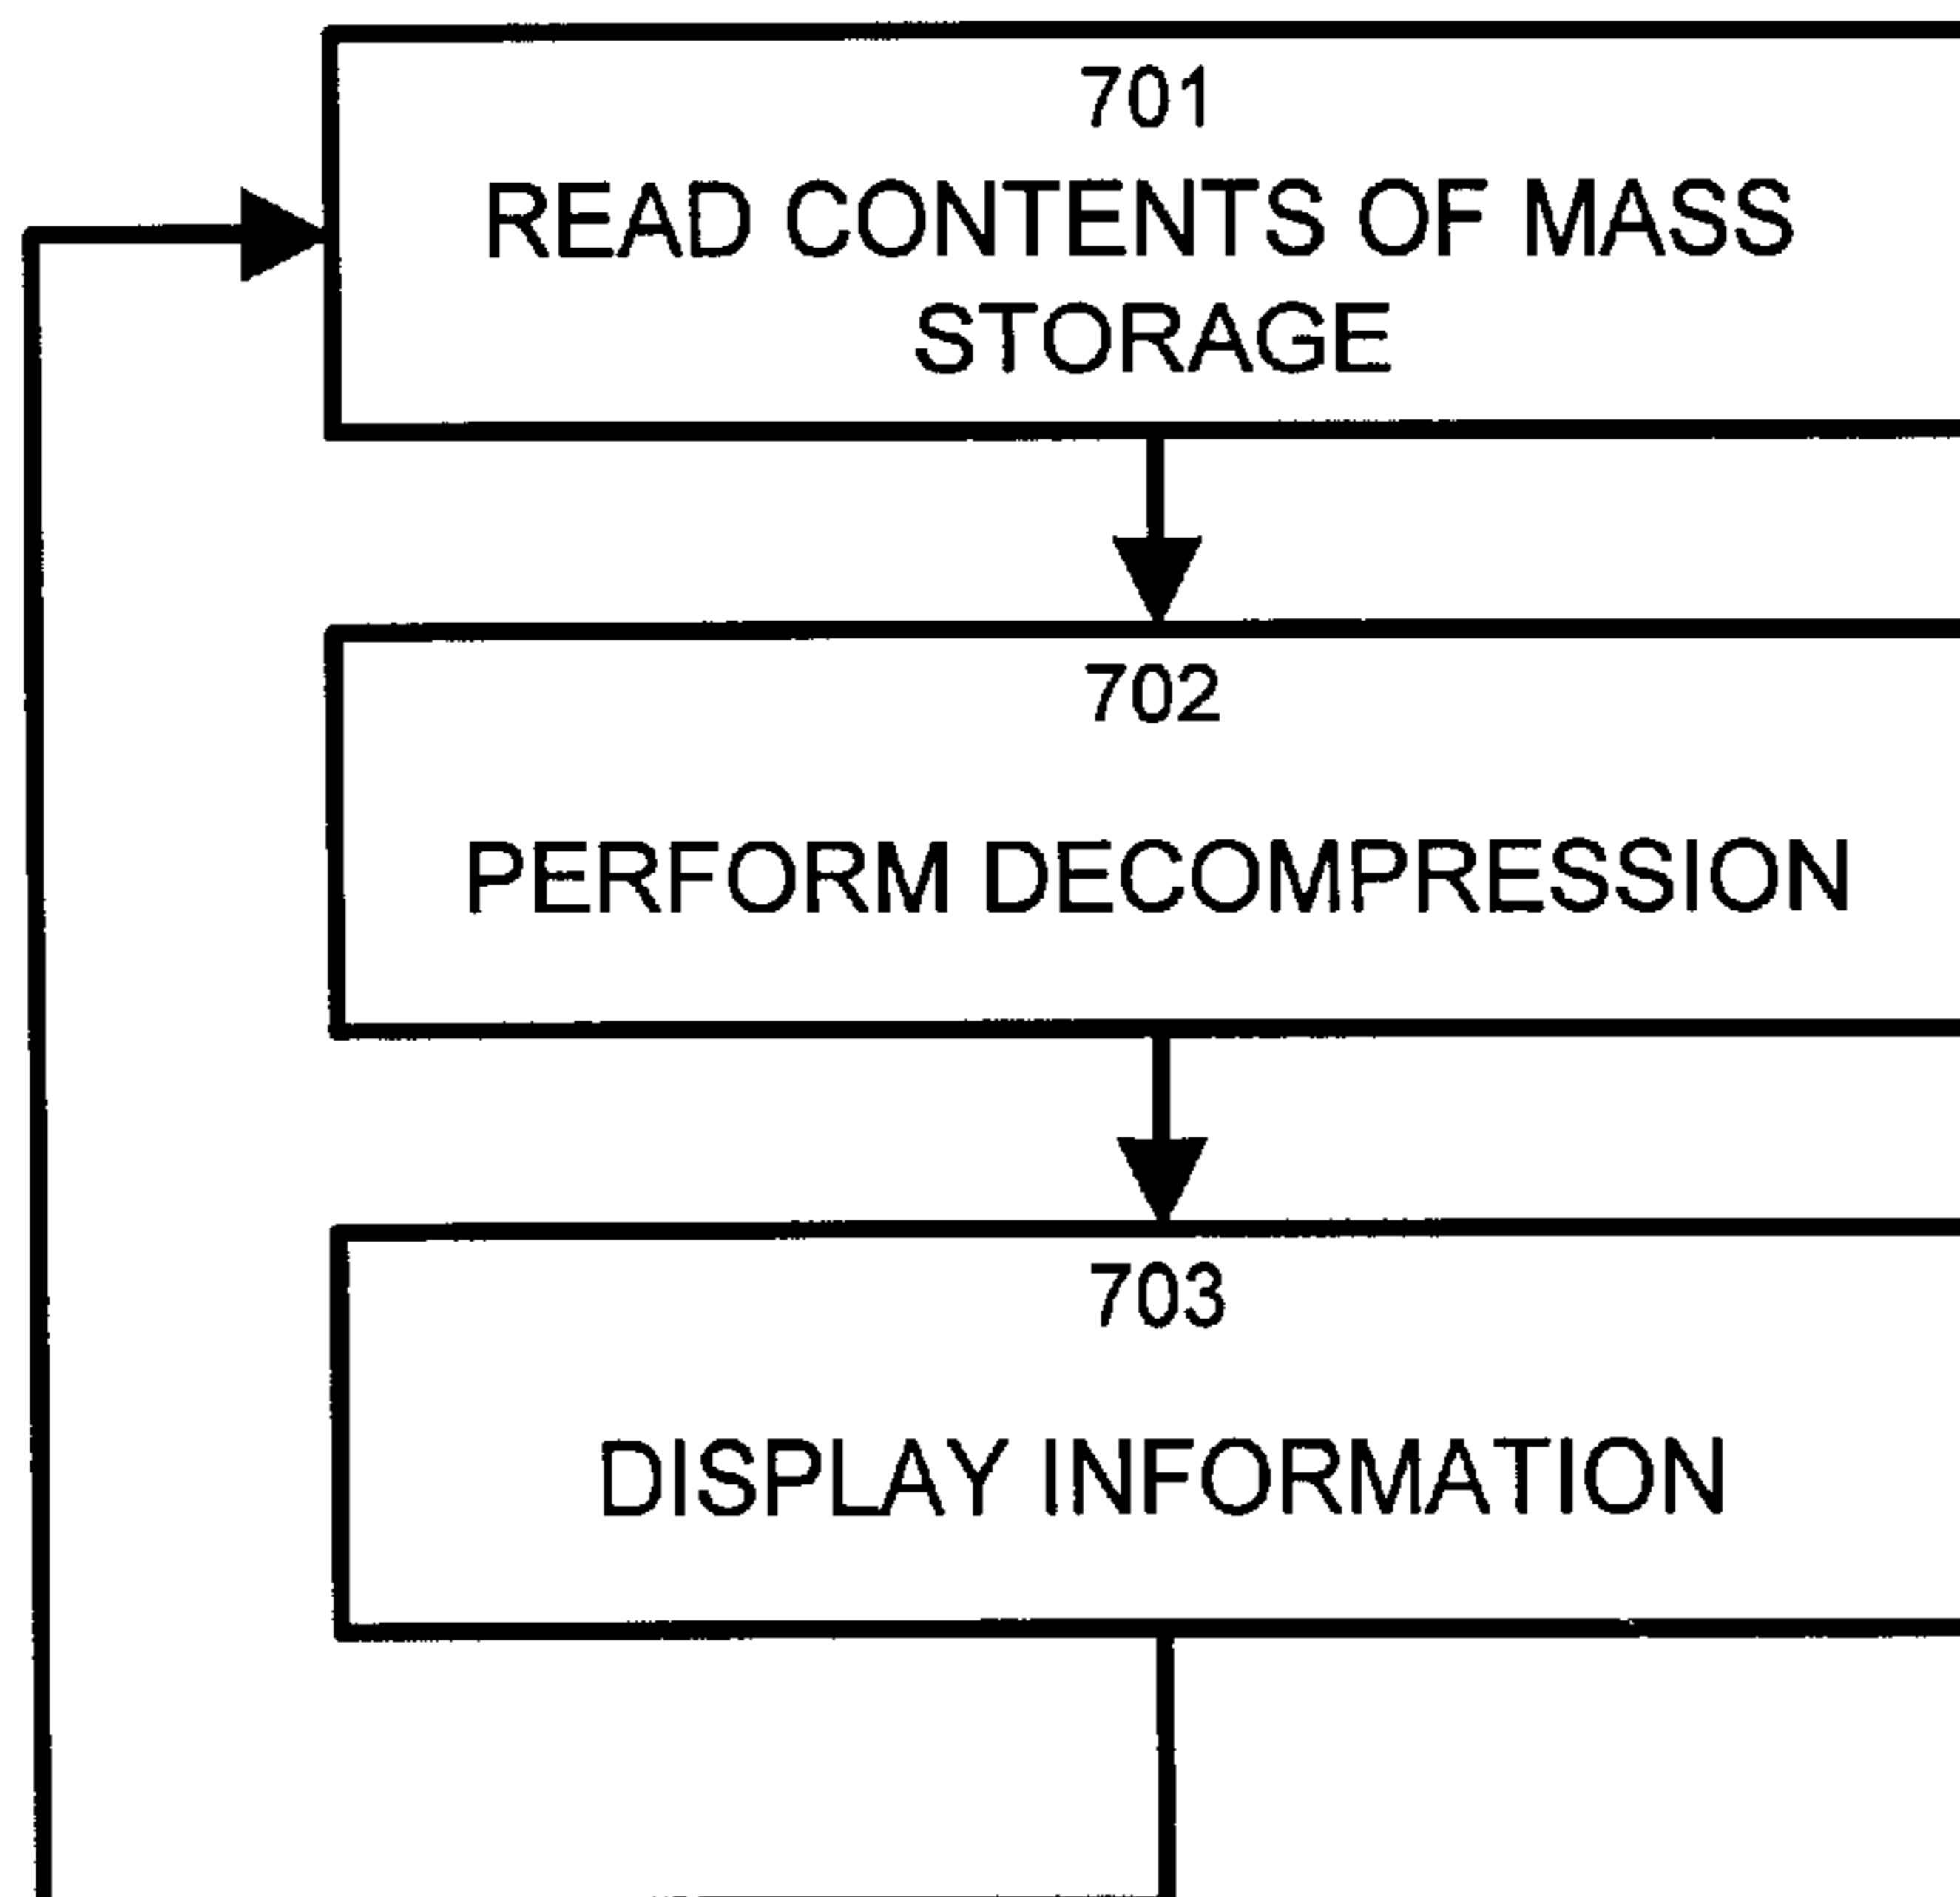 701
READ CONTENTS OF MASS
STORAGE
702
PERFORM DECOMPRESSION
703
DISPLAY INFORMATION